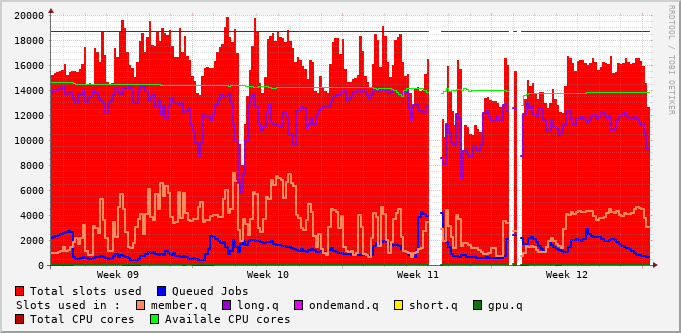 20000
18000
16000
14000
12000
10000
8000
6000
4000
2000
0
Week 09 Week 10 Week 11 Week 12
RRDTOOL / TOBI OETIKER
Total slots used Queued Jobs
Slots used in : member.q long.q ondemand.q short.q gpu.q
Total CPU cores Availale CPU cores